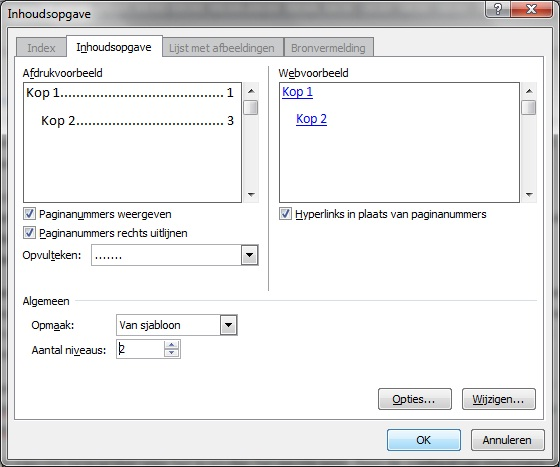 Inhoudsopgave
Index Inhoudsopgave Lijst met afbeeldingen Bronvermelding
Afdrukvoorbeeld
Kop 1........................................ 1
Kop 2.................................... 3
Paginanummers weergeven
Paginanummers rechts uitlijnen
Opvulteken: .......
Webvoorbeeld
Kop 1
Kop 2
Hyperlinks in plaats van paginanummers
Algemeen
Opmaak: Van sjabloon
Aantal niveaus: 2
Opties... Wijzigen...
OK Annuleren